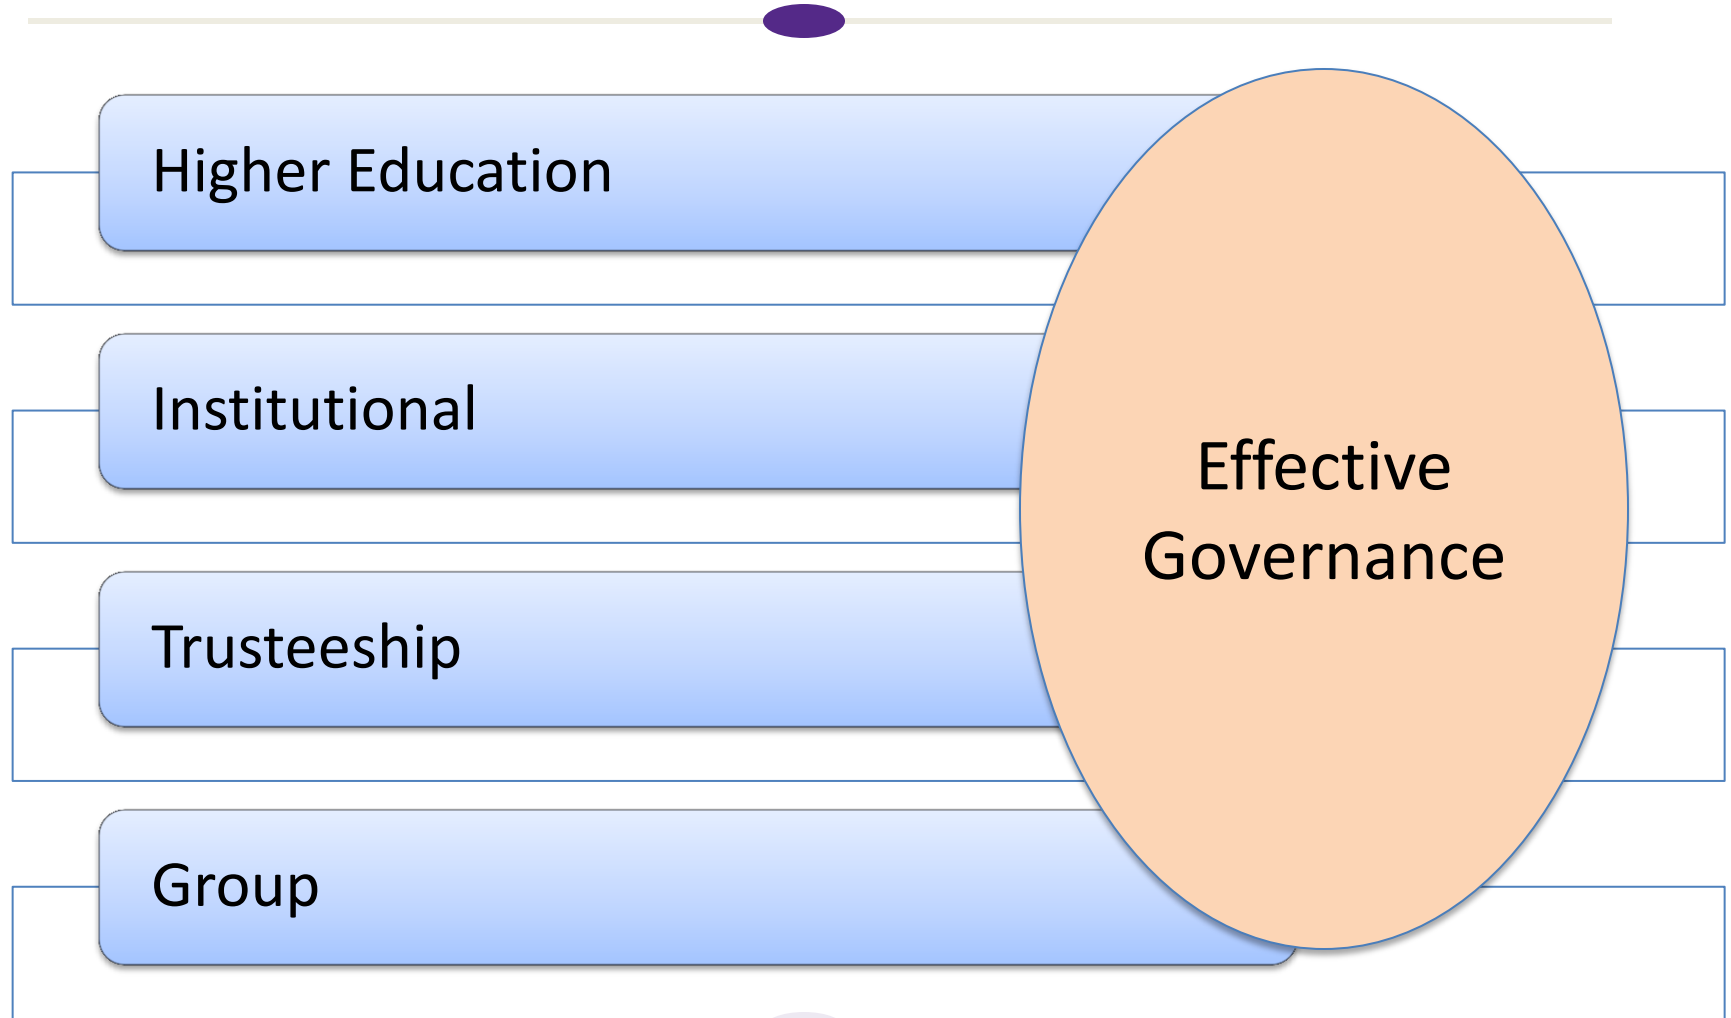 Higher Education
Institutional
Effective
Governance
Trusteeship
Group